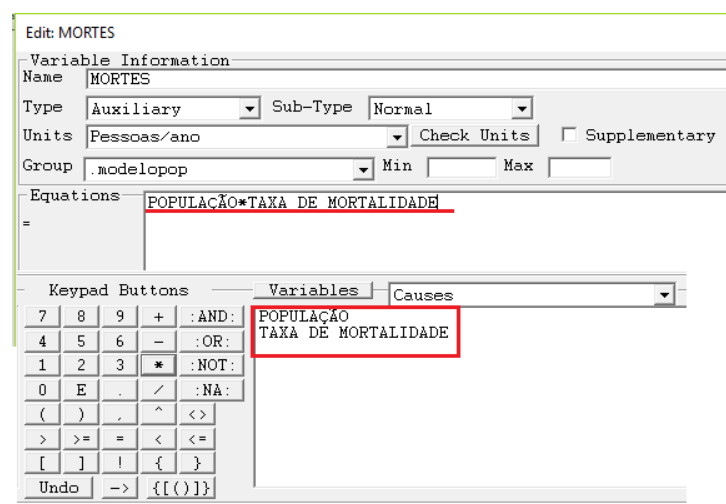 Edit: MORTES
Variable Information
Name MORTES
Type Auxiliary Sub-Type Normal
Units Pessoas/ano Check Units Supplementary
Group .modelopop Min Max
Equations POPULAÇÃO*TAXA DE MORTALIDADE
=
Keypad Buttons Variables Causes
7 8 9 + :AND: POPULAÇÃO
4 5 6 - :OR: TAXA DE MORTALIDADE
1 2 3 * :NOT:
0 E . / :NA:
( ) , ^ <>
> >= = < <=
[ ] ! { }
Undo -> {[()]}